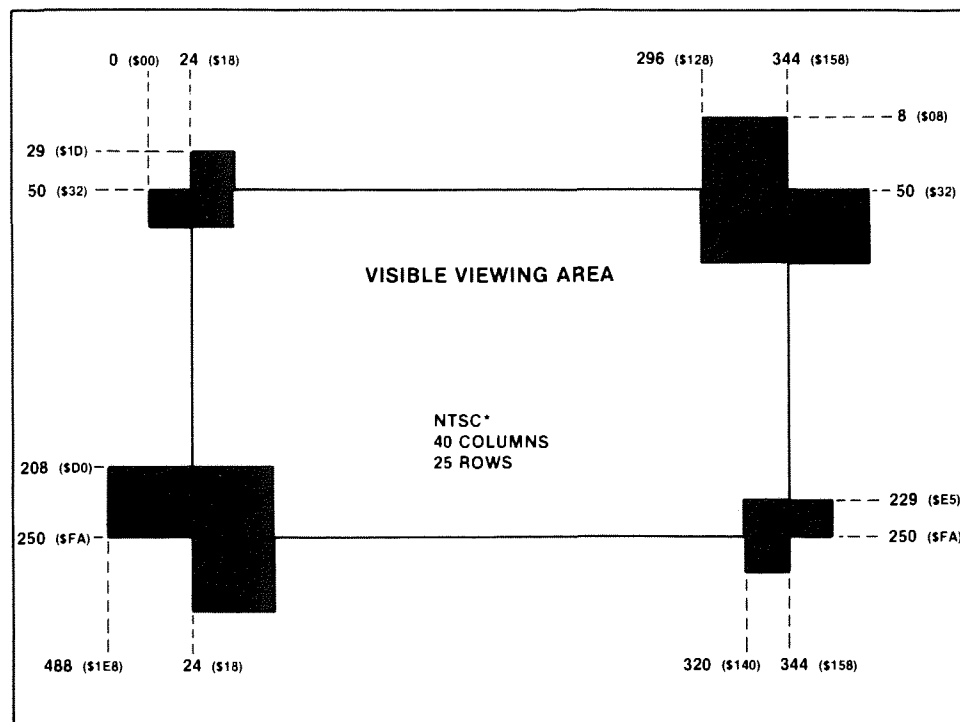 0 ($00) 24 ($18) 296 ($128) 344 ($158)
8 ($08)
29 ($1D)
50 ($32) 50 ($32)
VISIBLE VIEWING AREA
NTSC*
40 COLUMNS
25 ROWS
208 ($D0)
229 ($E5)
250 ($FA) 250 ($FA)
488 ($1E8) 24 ($18) 320 ($140) 344 ($158)